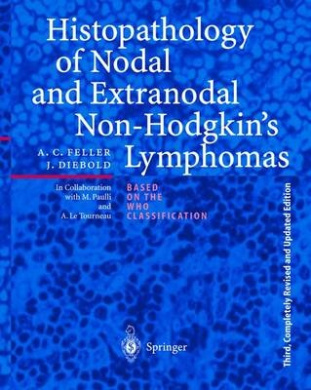 Histopathology
of Nodal
and Extranodal
Non-Hodgkin's
Lymphomas
A. C. FELLER
J. DIEBOLD
In Collaboration
with M. Paulli
and
A. Le Tourneau
BASED
ON THE
WHO
CLASSIFICATION
Third, Completely Revised and Updated Edition
Springer